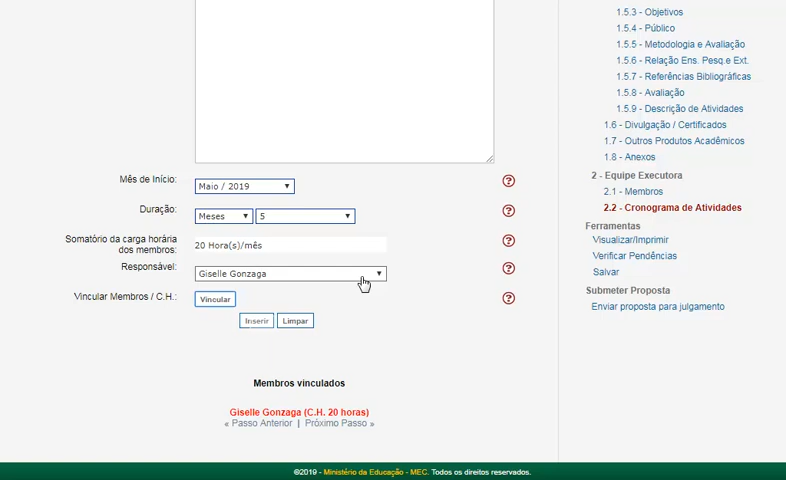 1.5.3 - Objetivos
1.5.4 - Público
1.5.5 - Metodologia e Avaliação
1.5.6 - Relação Ens. Pesq.e Ext.
1.5.7 - Referências Bibliográficas
1.5.8 - Avaliação
1.5.9 - Descrição de Atividades
1.6 - Divulgação / Certificados
1.7 - Outros Produtos Acadêmicos
1.8 - Anexos
2 - Equipe Executora
2.1 - Membros
2.2 - Cronograma de Atividades
Ferramentas
Visualizar/Imprimir
Verificar Pendências
Salvar
Submeter Proposta
Enviar proposta para julgamento
Mês de Início: Maio / 2019 ?
Duração: Meses 5 ?
Somatório da carga horária
dos membros: 20 Hora(s)/mês ?
Responsável: Giselle Gonzaga ?
Vincular Membros / C.H.: Vincular ?
Inserir Limpar
Membros vinculados
Giselle Gonzaga (C.H. 20 horas)
« Passo Anterior | Próximo Passo »
©2019 - Ministério da Educação - MEC. Todos os direitos reservados.